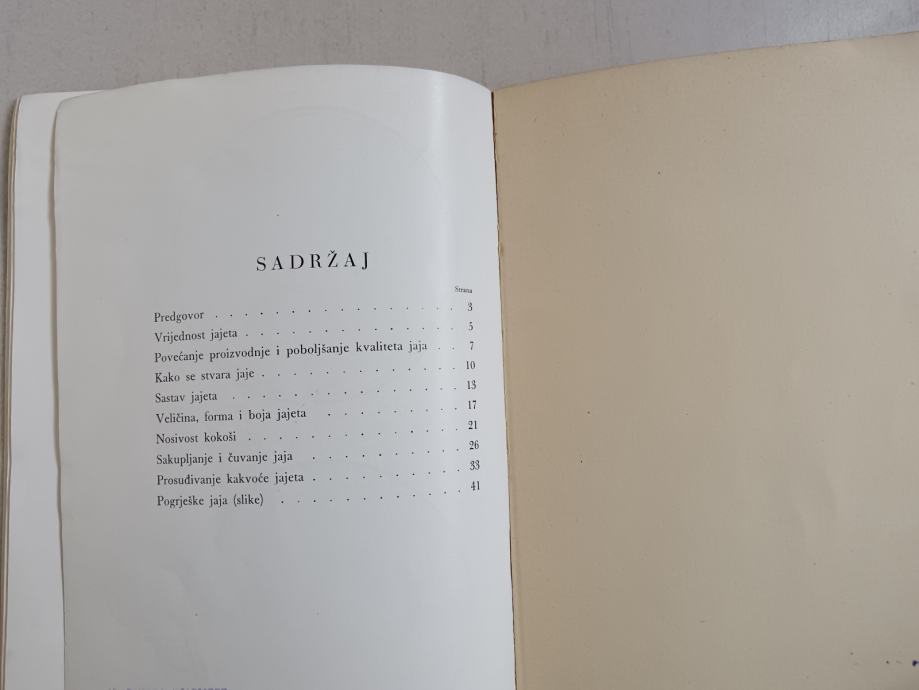 SADRŽAJ
Strana
Predgovor . . . . . . . . . . . . . . 3
Vrijednost jajeta . . . . . . . . . . . . 5
Povećanje proizvodnje i poboljšanje kvaliteta jaja . . 7
Kako se stvara jaje . . . . . . . . . . . 10
Sastav jajeta . . . . . . . . . . . . . 13
Veličina, forma i boja jajeta . . . . . . . . 17
Nosivost kokoši . . . . . . . . . . . . 21
Sakupljanje i čuvanje jaja . . . . . . . . . 26
Prosuđivanje kakvoće jajeta . . . . . . . . . 33
Pogrješke jaja (slike) . . . . . . . . . . 41